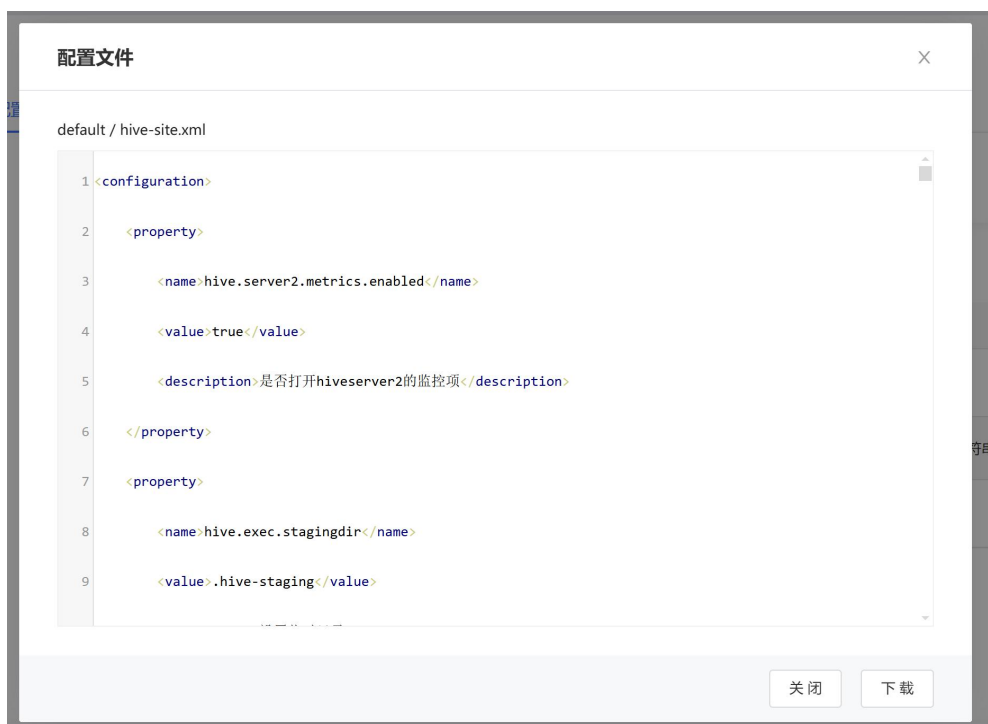 配置文件
default / hive-site.xml
1 <configuration>
2 <property>
3 <name>hive.server2.metrics.enabled</name>
4 <value>true</value>
5 <description>是否打开hiveserver2的监控项</description>
6 </property>
7 <property>
8 <name>hive.exec.stagingdir</name>
9 <value>.hive-staging</value>
关闭 下载